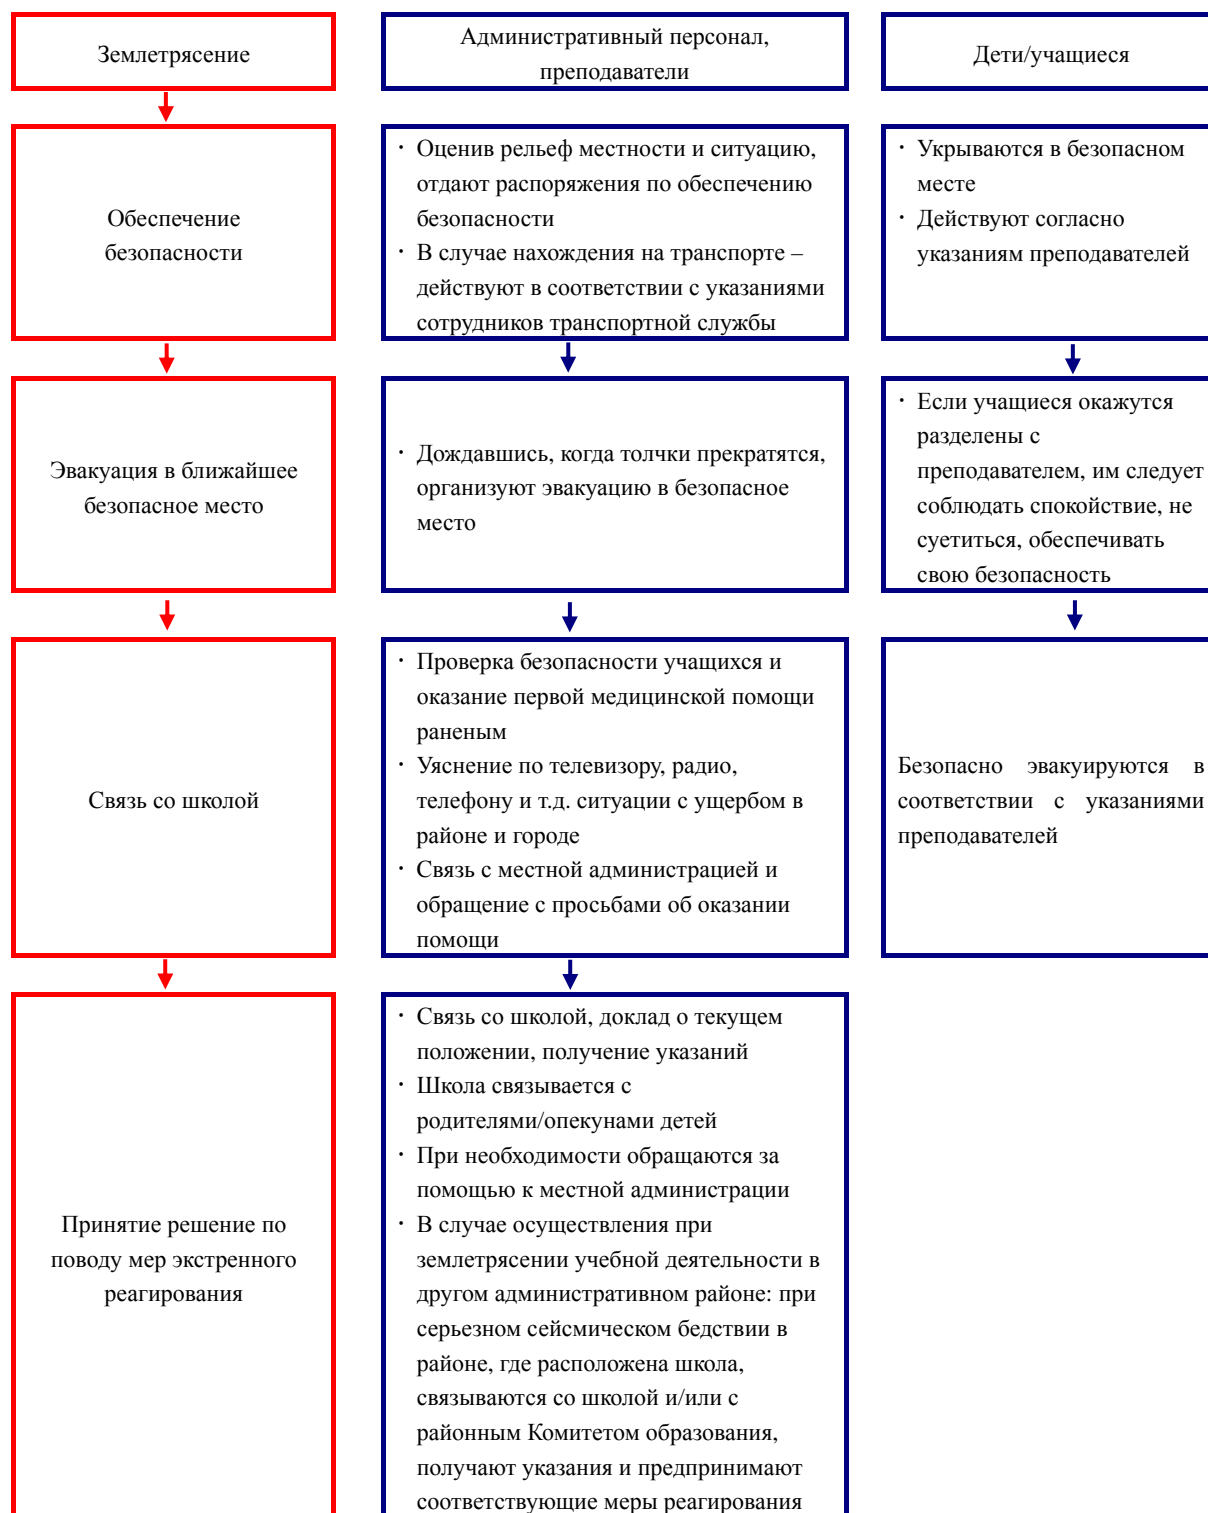 Землетрясение
Административный персонал,
преподаватели
Дети/учащиеся
Обеспечение
безопасности
· Оценив рельеф местности и ситуацию,
отдают распоряжения по обеспечению
безопасности
· В случае нахождения на транспорте –
действуют в соответствии с указаниями
сотрудников транспортной службы
· Укрываются в безопасном
месте
· Действуют согласно
указаниям преподавателей
Эвакуация в ближайшее
безопасное место
· Дождавшись, когда толчки прекратятся,
организуют эвакуацию в безопасное
место
· Если учащиеся окажутся
разделены с
преподавателем, им следует
соблюдать спокойствие, не
суетиться, обеспечивать
свою безопасность
Связь со школой
· Проверка безопасности учащихся и
оказание первой медицинской помощи
раненым
· Уяснение по телевизору, радио,
телефону и т.д. ситуации с ущербом в
районе и городе
· Связь с местной администрацией и
обращение с просьбами об оказании
помощи
Безопасно эвакуируются в
соответствии с указаниями
преподавателей
Принятие решение по
поводу мер экстренного
реагирования
· Связь со школой, доклад о текущем
положении, получение указаний
· Школа связывается с
родителями/опекунами детей
· При необходимости обращаются за
помощью к местной администрации
· В случае осуществления при
землетрясении учебной деятельности в
другом административном районе: при
серьезном сейсмическом бедствии в
районе, где расположена школа,
связываются со школой и/или с
районным Комитетом образования,
получают указания и предпринимают
соответствующие меры реагирования